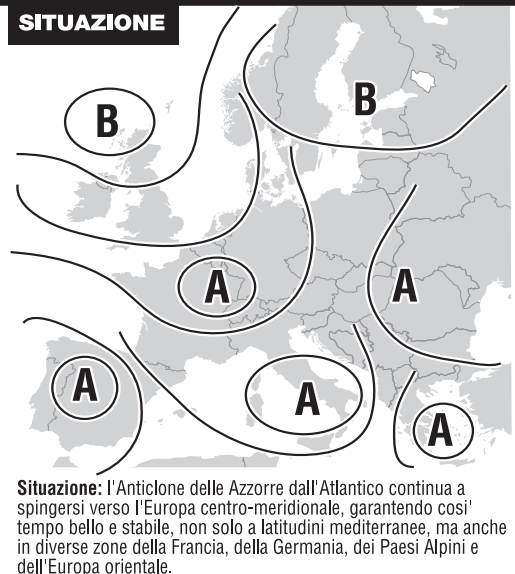 SITUAZIONE
B
B
A
A
A
A
A
Situazione: l'Anticlone delle Azzorre dall'Atlantico continua a
spingersi verso l'Europa centro-meridionale, garantendo cosi'
tempo bello e stabile, non solo a latitudini mediterranee, ma anche
in diverse zone della Francia, della Germania, dei Paesi Alpini e
dell'Europa orientale.